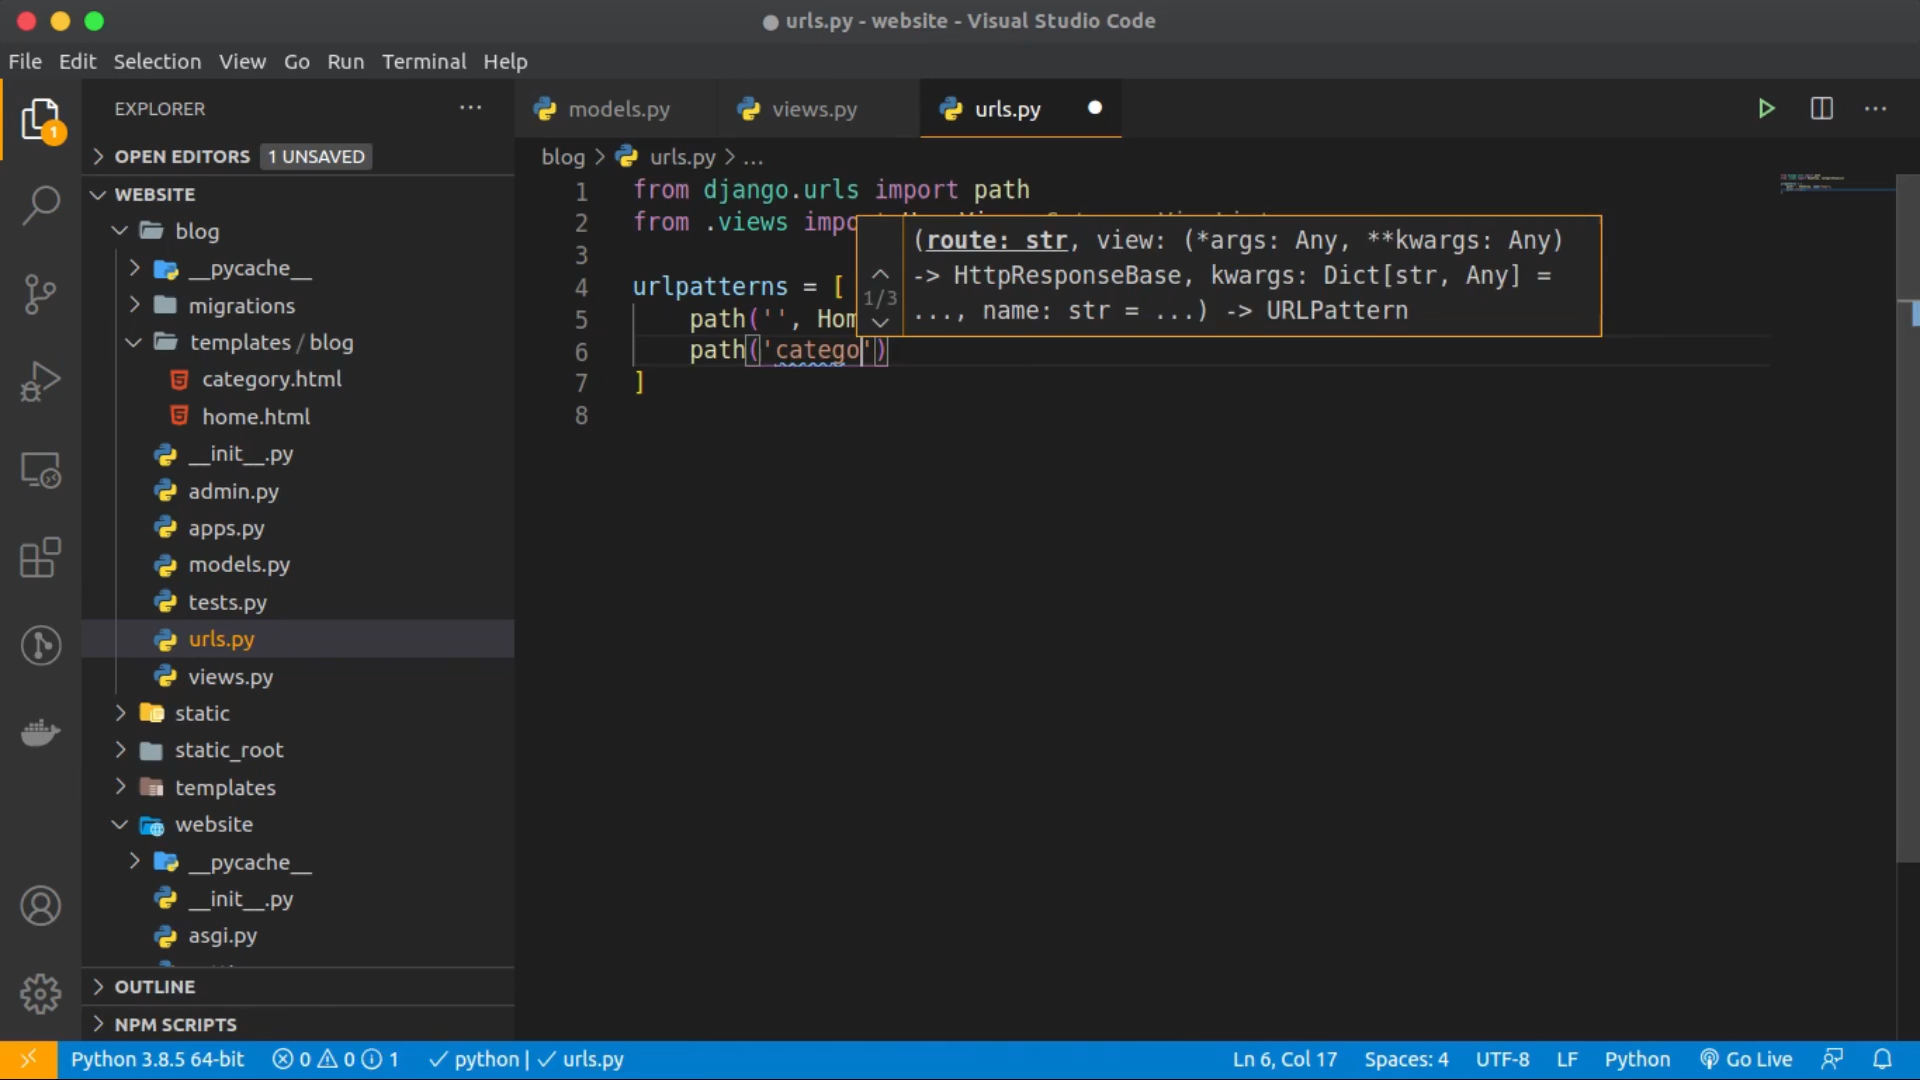 urls.py - website - Visual Studio Code
File Edit Selection View Go Run Terminal Help
EXPLORER
models.py
views.py
urls.py
OPEN EDITORS 1 UNSAVED
blog > urls.py > ...
WEBSITE
blog
__pycache__
migrations
templates / blog
category.html
home.html
__init__.py
admin.py
apps.py
models.py
tests.py
urls.py
views.py
static
static_root
templates
website
__pycache__
__init__.py
asgi.py
OUTLINE
NPM SCRIPTS
1 from django.urls import path
2 from .views impo
3
4 urlpatterns = [
5 path('', Hom
6 path('catego')
7 ]
8
1/3
(route: str, view: (*args: Any, **kwargs: Any)
-> HttpResponseBase, kwargs: Dict[str, Any] =
..., name: str = ...) -> URLPattern
1
Python 3.8.5 64-bit 0 0 1 python | urls.py Ln 6, Col 17 Spaces: 4 UTF-8 LF Python Go Live